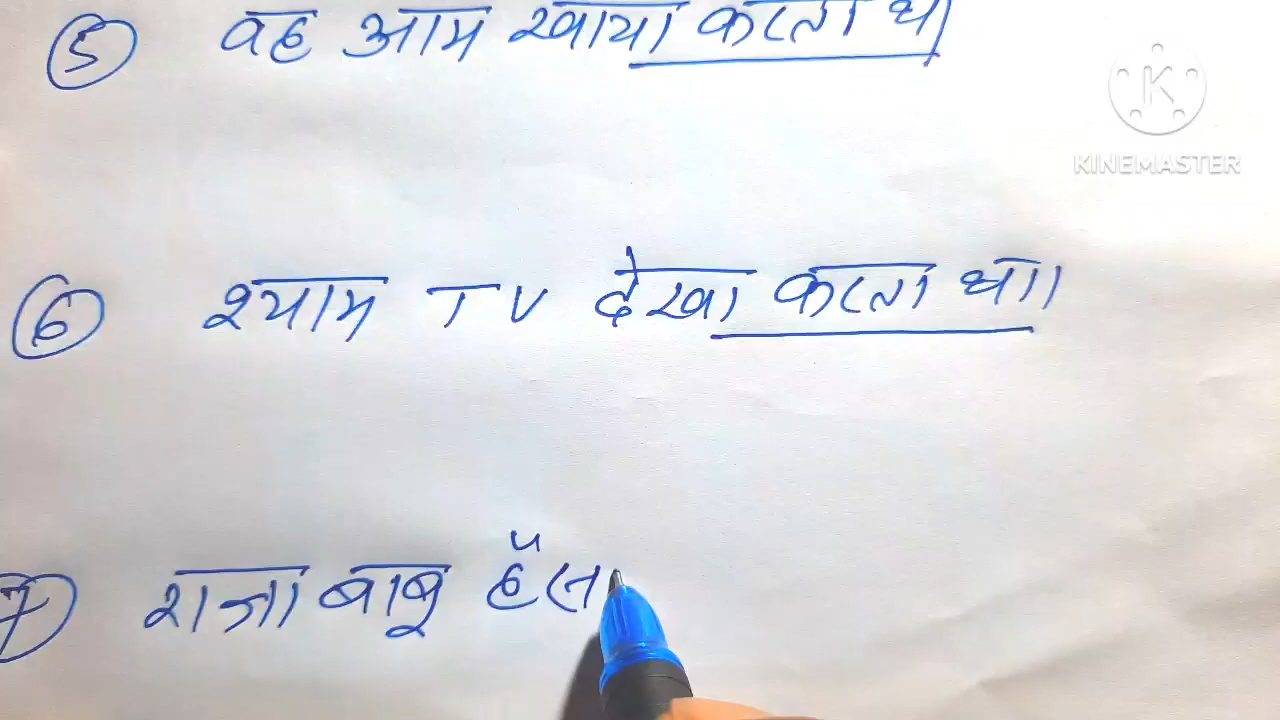 ⑤ वह आम खाया करता था
K
KINEMASTER
⑥ श्याम TV देखा करता था।
⑦ राजा बाबू हँस